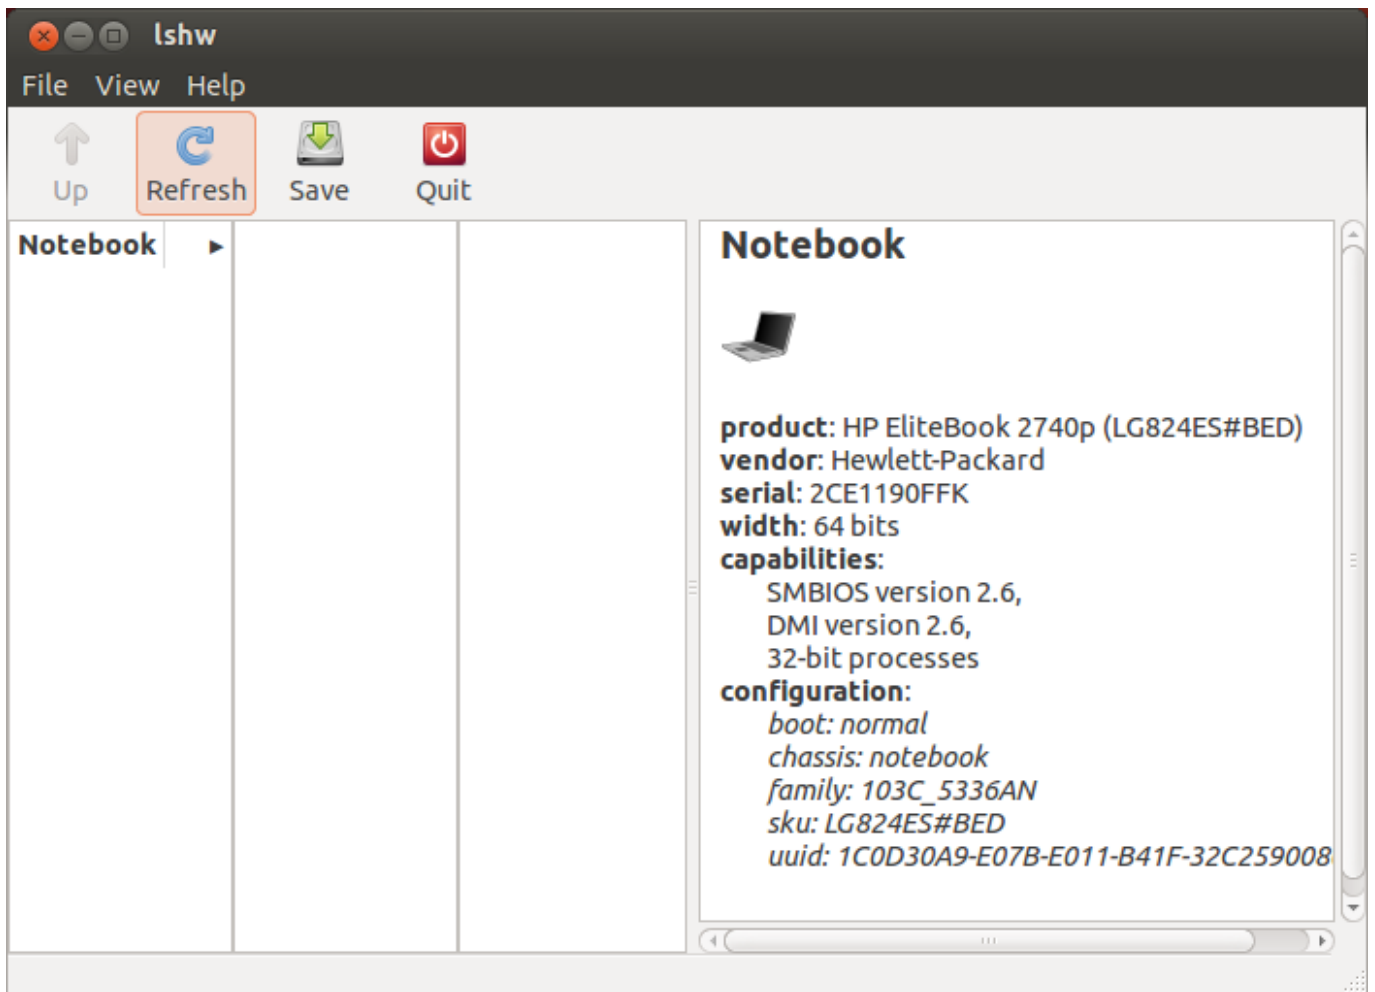 lshw
File View Help
Up Refresh Save Quit
Notebook
Notebook
product: HP EliteBook 2740p (LG824ES#BED)
vendor: Hewlett-Packard
serial: 2CE1190FFK
width: 64 bits
capabilities:
SMBIOS version 2.6,
DMI version 2.6,
32-bit processes
configuration:
boot: normal
chassis: notebook
family: 103C_5336AN
sku: LG824ES#BED
uuid: 1C0D30A9-E07B-E011-B41F-32C259008